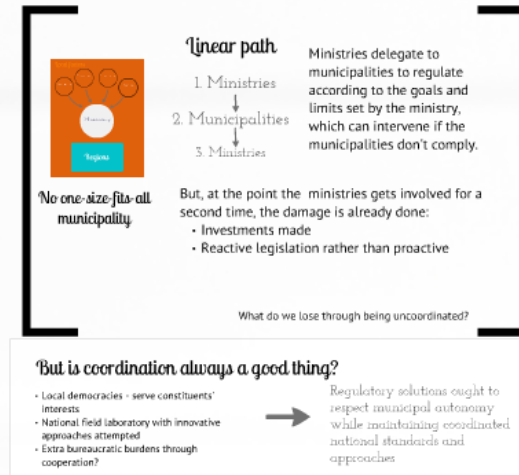 Linear path
1. Ministries
2. Municipalities
3. Ministries
Ministries delegate to
municipalities to regulate
according to the goals and
limits set by the ministry,
which can intervene if the
municipalities don't comply.
Regions
No one-size-fits-all
municipality
But, at the point the ministries gets involved for a
second time, the damage is already done:
• Investments made
• Reactive legislation rather than proactive
What do we lose through being uncoordinated?
But is coordination always a good thing?
• Local democracies - serve constituents'
interests
• National field laboratory with innovative
approaches attempted
• Extra bureaucratic burdens through
cooperation?
Regulatory solutions ought to
respect municipal autonomy
while maintaining coordinated
national standards and
approaches